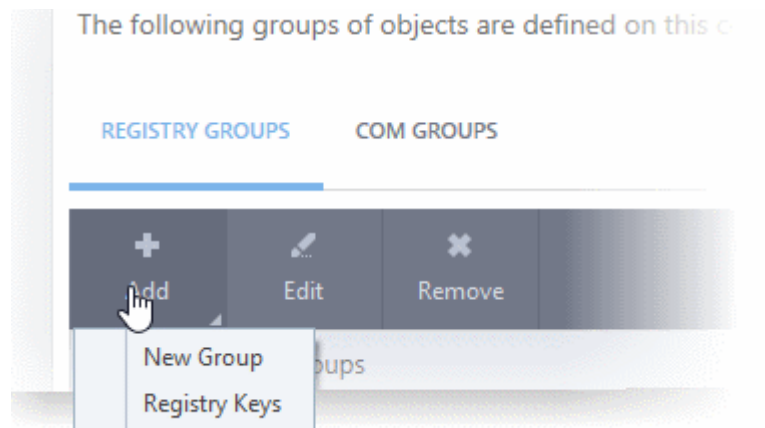 The following groups of objects are defined on this
REGISTRY GROUPS COM GROUPS
Add Edit Remove
New Group
Registry Keys